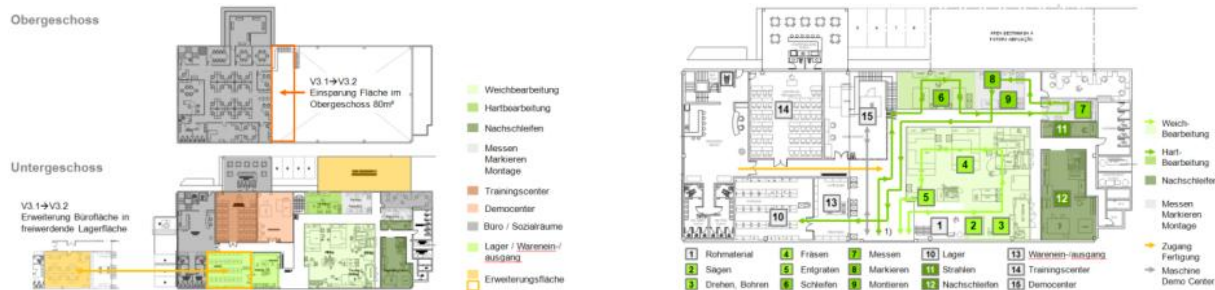 Obergeschoss
V3.1→V3.2
Einsparung Fläche im
Obergeschoss 80m²
Untergeschoss
V3.1→V3.2
Erweiterung Bürofläche in
freiwerdende Lagerfläche
Weichbearbeitung
Hartbearbeitung
Nachschleifen
Messen
Markieren
Montage
Trainingscenter
Democenter
Büro / Sozialräume
Lager / Warenein-/
ausgang
Erweiterungsfläche
14
15
6
8
9
7
11
4
12
5
13
10
1)
1
2
3
Weich-
Bearbeitung
Hart-
Bearbeitung
Nachschleifen
Messen
Markieren
Montage
Zugang
Fertigung
Maschine
Demo Center
1 Rohmaterial
4 Fräsen
7 Messen
10 Lager
13 Warenein-/ausgang
2 Sägen
5 Entgraten
8 Markieren
11 Strahlen
14 Trainingscenter
3 Drehen, Bohren
6 Schleifen
9 Montieren
12 Nachschleifen
15 Democenter